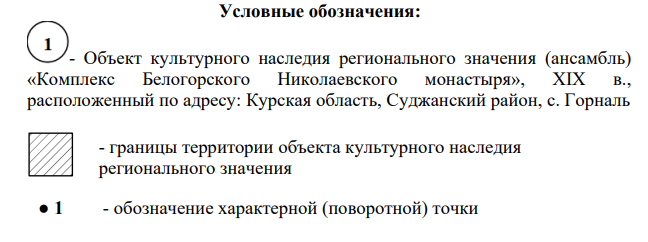 Условные обозначения:
1 - Объект культурного наследия регионального значения (ансамбль)
«Комплекс Белогорского Николаевского монастыря», XIX в.,
расположенный по адресу: Курская область, Суджанский район, с. Горналь
- границы территории объекта культурного наследия
регионального значения
● 1 - обозначение характерной (поворотной) точки